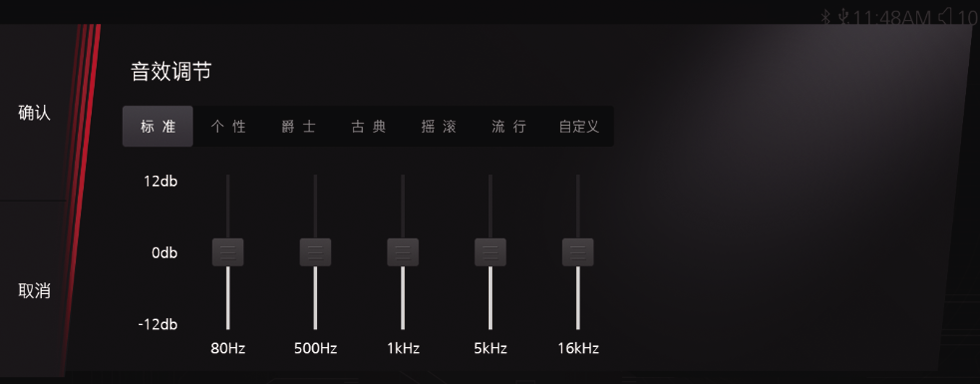 11:48AM 10
音效调节
确认
标准 个性 爵士 古典 摇滚 流行 自定义
12db
0db
取消
-12db
80Hz 500Hz 1kHz 5kHz 16kHz